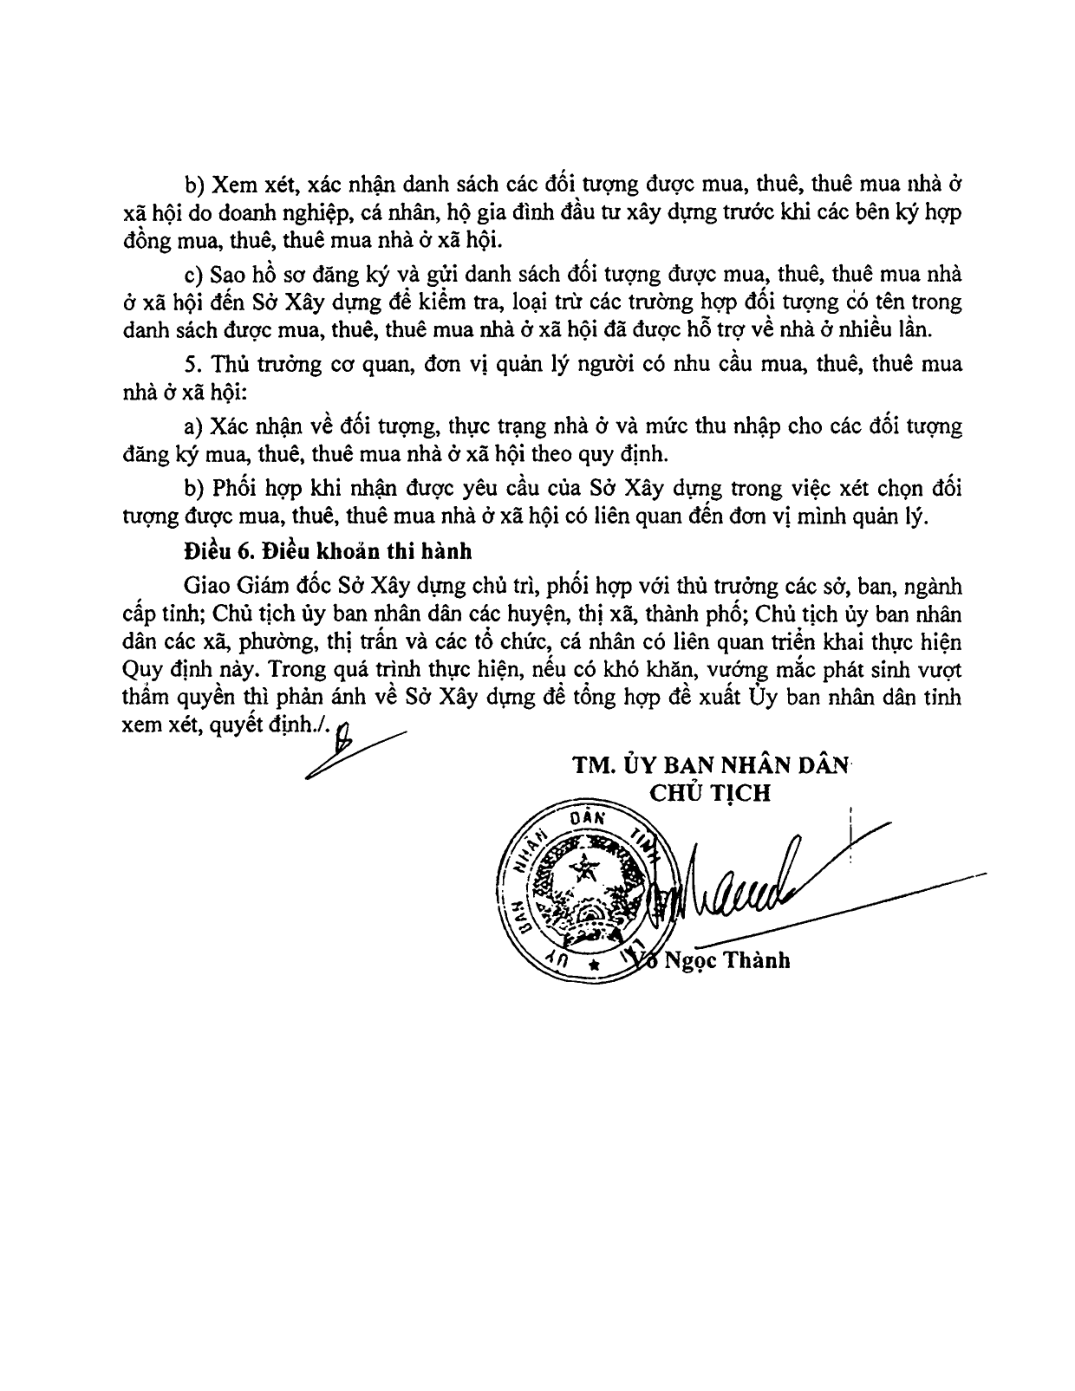 b) Xem xét, xác nhận danh sách các đối tượng được mua, thuê, thuê mua nhà ở
xã hội do doanh nghiệp, cá nhân, hộ gia đình đầu tư xây dựng trước khi các bên ký hợp
đồng mua, thuê, thuê mua nhà ở xã hội.
c) Sao hồ sơ đăng ký và gửi danh sách đối tượng được mua, thuê, thuê mua nhà
ở xã hội đến Sở Xây dựng để kiểm tra, loại trừ các trường hợp đối tượng có tên trong
danh sách được mua, thuê, thuê mua nhà ở xã hội đã được hỗ trợ về nhà ở nhiều lần.
5. Thủ trưởng cơ quan, đơn vị quản lý người có nhu cầu mua, thuê, thuê mua
nhà ở xã hội:
a) Xác nhận về đối tượng, thực trạng nhà ở và mức thu nhập cho các đối tượng
đăng ký mua, thuê, thuê mua nhà ở xã hội theo quy định.
b) Phối hợp khi nhận được yêu cầu của Sở Xây dựng trong việc xét chọn đối
tượng được mua, thuê, thuê mua nhà ở xã hội có liên quan đến đơn vị mình quản lý.
Điều 6. Điều khoản thi hành
Giao Giám đốc Sở Xây dựng chủ trì, phối hợp với thủ trưởng các sở, ban, ngành
cấp tỉnh; Chủ tịch ủy ban nhân dân các huyện, thị xã, thành phố; Chủ tịch ủy ban nhân
dân các xã, phường, thị trấn và các tổ chức, cá nhân có liên quan triển khai thực hiện
Quy định này. Trong quá trình thực hiện, nếu có khó khăn, vướng mắc phát sinh vượt
thẩm quyền thì phản ánh về Sở Xây dựng để tổng hợp đề xuất Ủy ban nhân dân tỉnh
xem xét, quyết định./.
TM. ỦY BAN NHÂN DÂN
CHỦ TỊCH
ỦY BAN NHÂN DÂN TỈNH
Võ Ngọc Thành